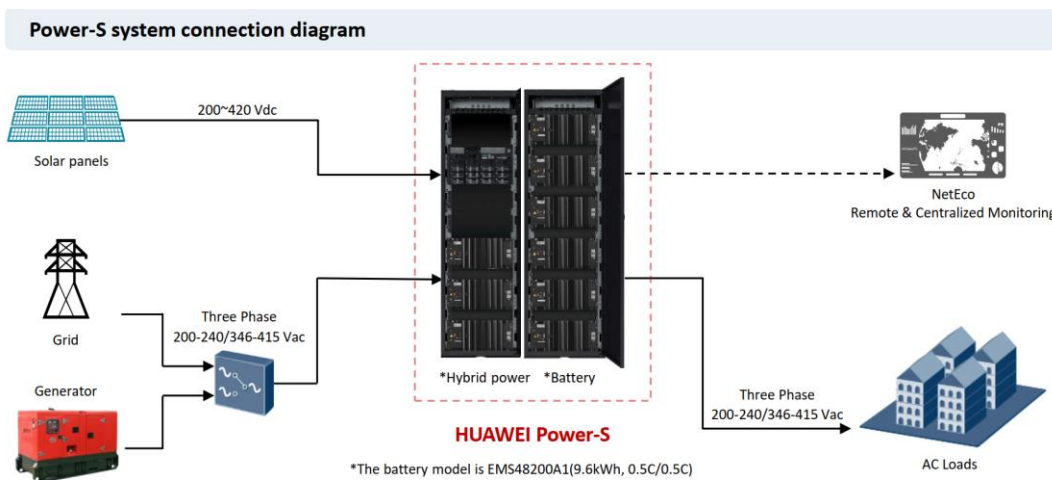 Power-S system connection diagram
200~420 Vdc
Solar panels
NetEco
Remote & Centralized Monitoring
Grid
Three Phase
200-240/346-415 Vac
Generator
*Hybrid power
*Battery
Three Phase
200-240/346-415 Vac
HUAWEI Power-S
*The battery model is EMS48200A1(9.6kWh, 0.5C/0.5C)
AC Loads